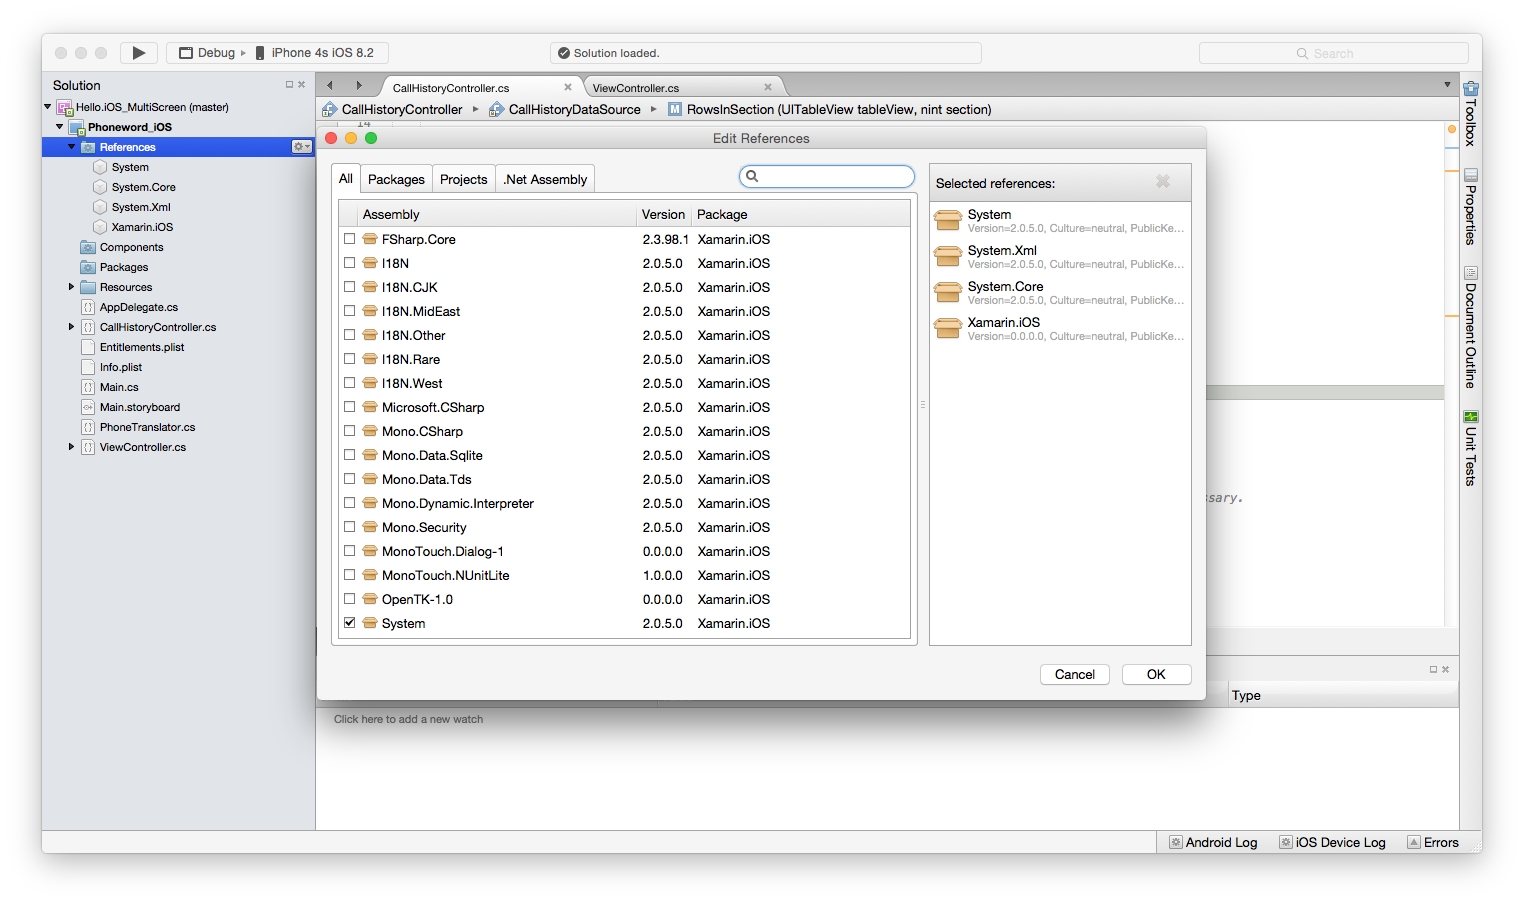 Debug
iPhone 4s iOS 8.2
Solution loaded.
Search
Solution
Hello.iOS_MultiScreen (master)
Phoneword_iOS
References
System
System.Core
System.Xml
Xamarin.iOS
Components
Packages
Resources
AppDelegate.cs
CallHistoryController.cs
Entitlements.plist
Info.plist
Main.cs
Main.storyboard
PhoneTranslator.cs
ViewController.cs
CallHistoryController.cs
ViewController.cs
CallHistoryController
CallHistoryDataSource
M RowsInSection (UITableView tableView, nint section)
14
Edit References
All
Packages
Projects
.Net Assembly
Assembly Version Package
FSharp.Core 2.3.98.1 Xamarin.iOS
I18N 2.0.5.0 Xamarin.iOS
I18N.CJK 2.0.5.0 Xamarin.iOS
I18N.MidEast 2.0.5.0 Xamarin.iOS
I18N.Other 2.0.5.0 Xamarin.iOS
I18N.Rare 2.0.5.0 Xamarin.iOS
I18N.West 2.0.5.0 Xamarin.iOS
Microsoft.CSharp 2.0.5.0 Xamarin.iOS
Mono.CSharp 2.0.5.0 Xamarin.iOS
Mono.Data.Sqlite 2.0.5.0 Xamarin.iOS
Mono.Data.Tds 2.0.5.0 Xamarin.iOS
Mono.Dynamic.Interpreter 2.0.5.0 Xamarin.iOS
Mono.Security 2.0.5.0 Xamarin.iOS
MonoTouch.Dialog-1 0.0.0.0 Xamarin.iOS
MonoTouch.NUnitLite 1.0.0.0 Xamarin.iOS
OpenTK-1.0 0.0.0.0 Xamarin.iOS
System 2.0.5.0 Xamarin.iOS
Selected references:
System
Version=2.0.5.0, Culture=neutral, PublicKe...
System.Xml
Version=2.0.5.0, Culture=neutral, PublicKe...
System.Core
Version=2.0.5.0, Culture=neutral, PublicKe...
Xamarin.iOS
Version=0.0.0.0, Culture=neutral, PublicKe...
Cancel
OK
ssary.
Toolbox
Properties
Document Outline
Unit Tests
Type
Click here to add a new watch
Android Log
iOS Device Log
Errors